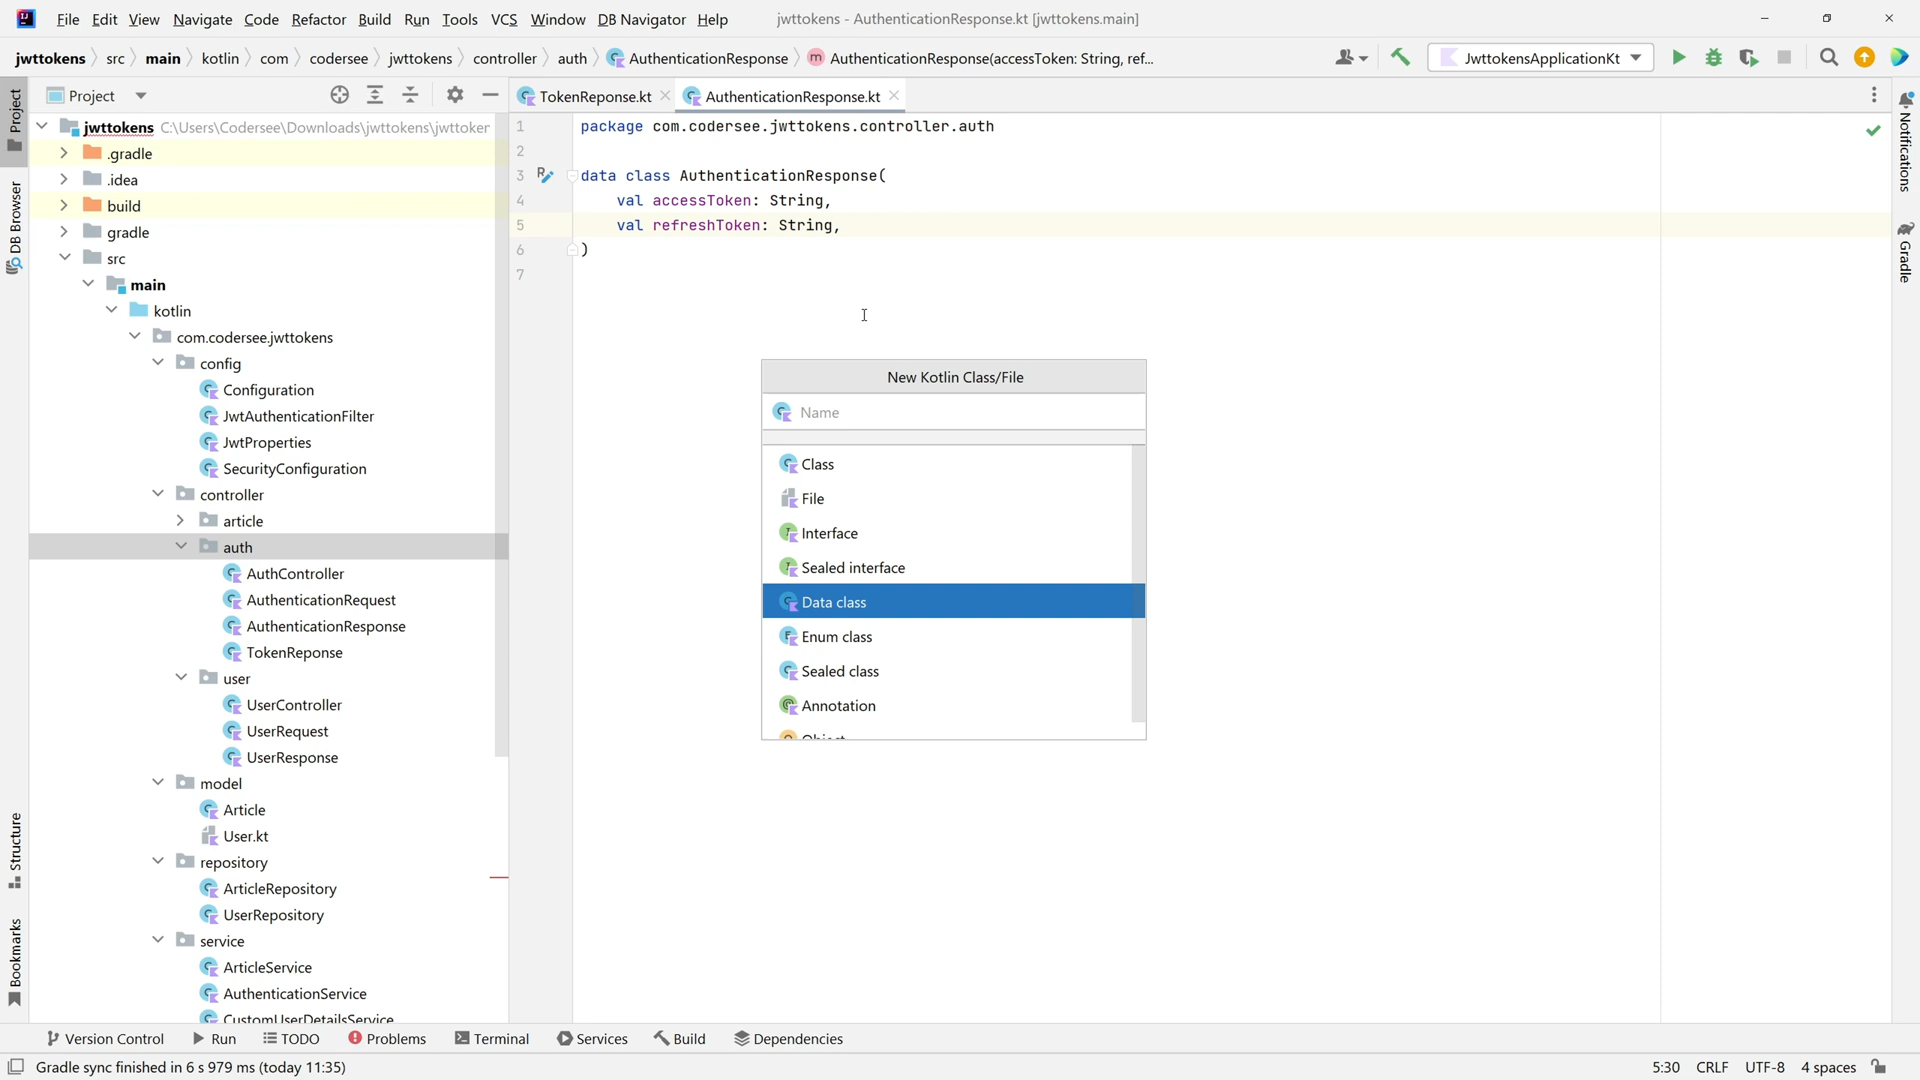 File Edit View Navigate Code Refactor Build Run Tools VCS Window DB Navigator Help jwttokens - AuthenticationResponse.kt [jwttokens.main]
jwttokens src main kotlin com codersee jwttokens controller auth AuthenticationResponse AuthenticationResponse(accessToken: String, ref... JwttokensApplicationKt
Project
TokenReponse.kt AuthenticationResponse.kt
Project
DB Browser
Structure
Bookmarks
jwttokens C:\Users\Codersee\Downloads\jwttokens\jwttoker
.gradle
.idea
build
gradle
src
main
kotlin
com.codersee.jwttokens
config
Configuration
JwtAuthenticationFilter
JwtProperties
SecurityConfiguration
controller
article
auth
AuthController
AuthenticationRequest
AuthenticationResponse
TokenReponse
user
UserController
UserRequest
UserResponse
model
Article
User.kt
repository
ArticleRepository
UserRepository
service
ArticleService
AuthenticationService
CustomUserDetailsService
1 package com.codersee.jwttokens.controller.auth
2
3 data class AuthenticationResponse(
4 val accessToken: String,
5 val refreshToken: String,
6 )
7
New Kotlin Class/File
Name
Class
File
Interface
Sealed interface
Data class
Enum class
Sealed class
Annotation
Object
Notifications
Gradle
Version Control Run TODO Problems Terminal Services Build Dependencies
Gradle sync finished in 6 s 979 ms (today 11:35) 5:30 CRLF UTF-8 4 spaces